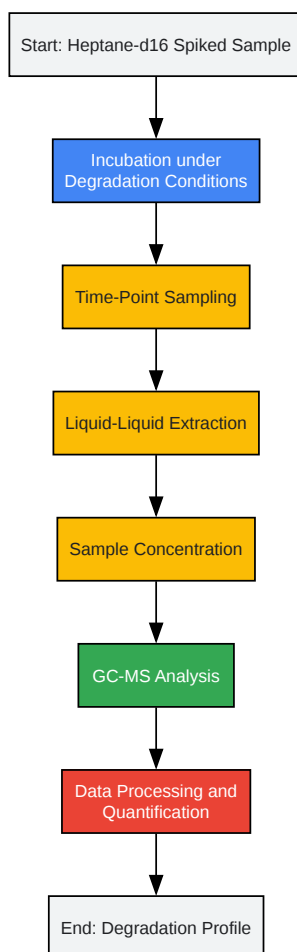 Start: Heptane-d16 Spiked Sample
Incubation under
Degradation Conditions
Time-Point Sampling
Liquid-Liquid Extraction
Sample Concentration
GC-MS Analysis
Data Processing and
Quantification
End: Degradation Profile